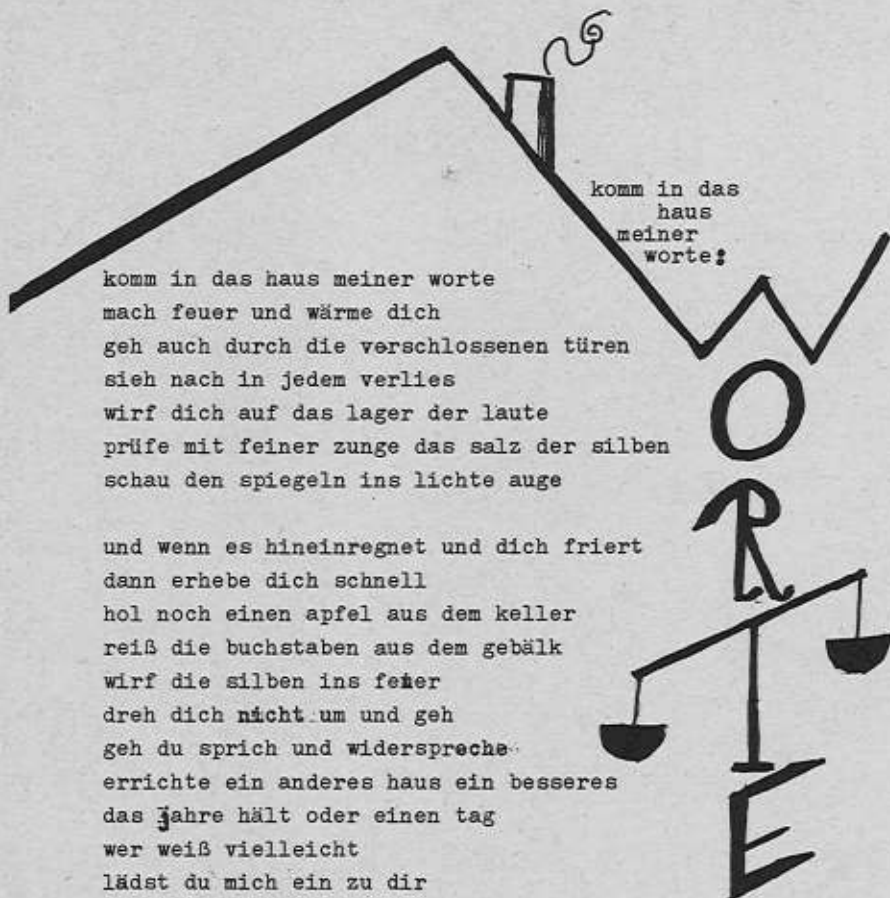 komm in das
haus
meiner
worte:
komm in das haus meiner worte
mach feuer und wärme dich
geh auch durch die verschlossenen türen
sieh nach in jedem verlies
wirf dich auf das lager der laute
prüfe mit feiner zunge das salz der silben
schau den spiegeln ins lichte auge
und wenn es hineinregnet und dich friert
dann erhebe dich schnell
hol noch einen apfel aus dem keller
reiß die buchstaben aus dem gebälk
wirf die silben ins feuer
dreh dich nicht um und geh
geh du sprich und widerspreche
errichte ein anderes haus ein besseres
das jahre hält oder einen tag
wer weiß vielleicht
lädst du mich ein zu dir
WORTE